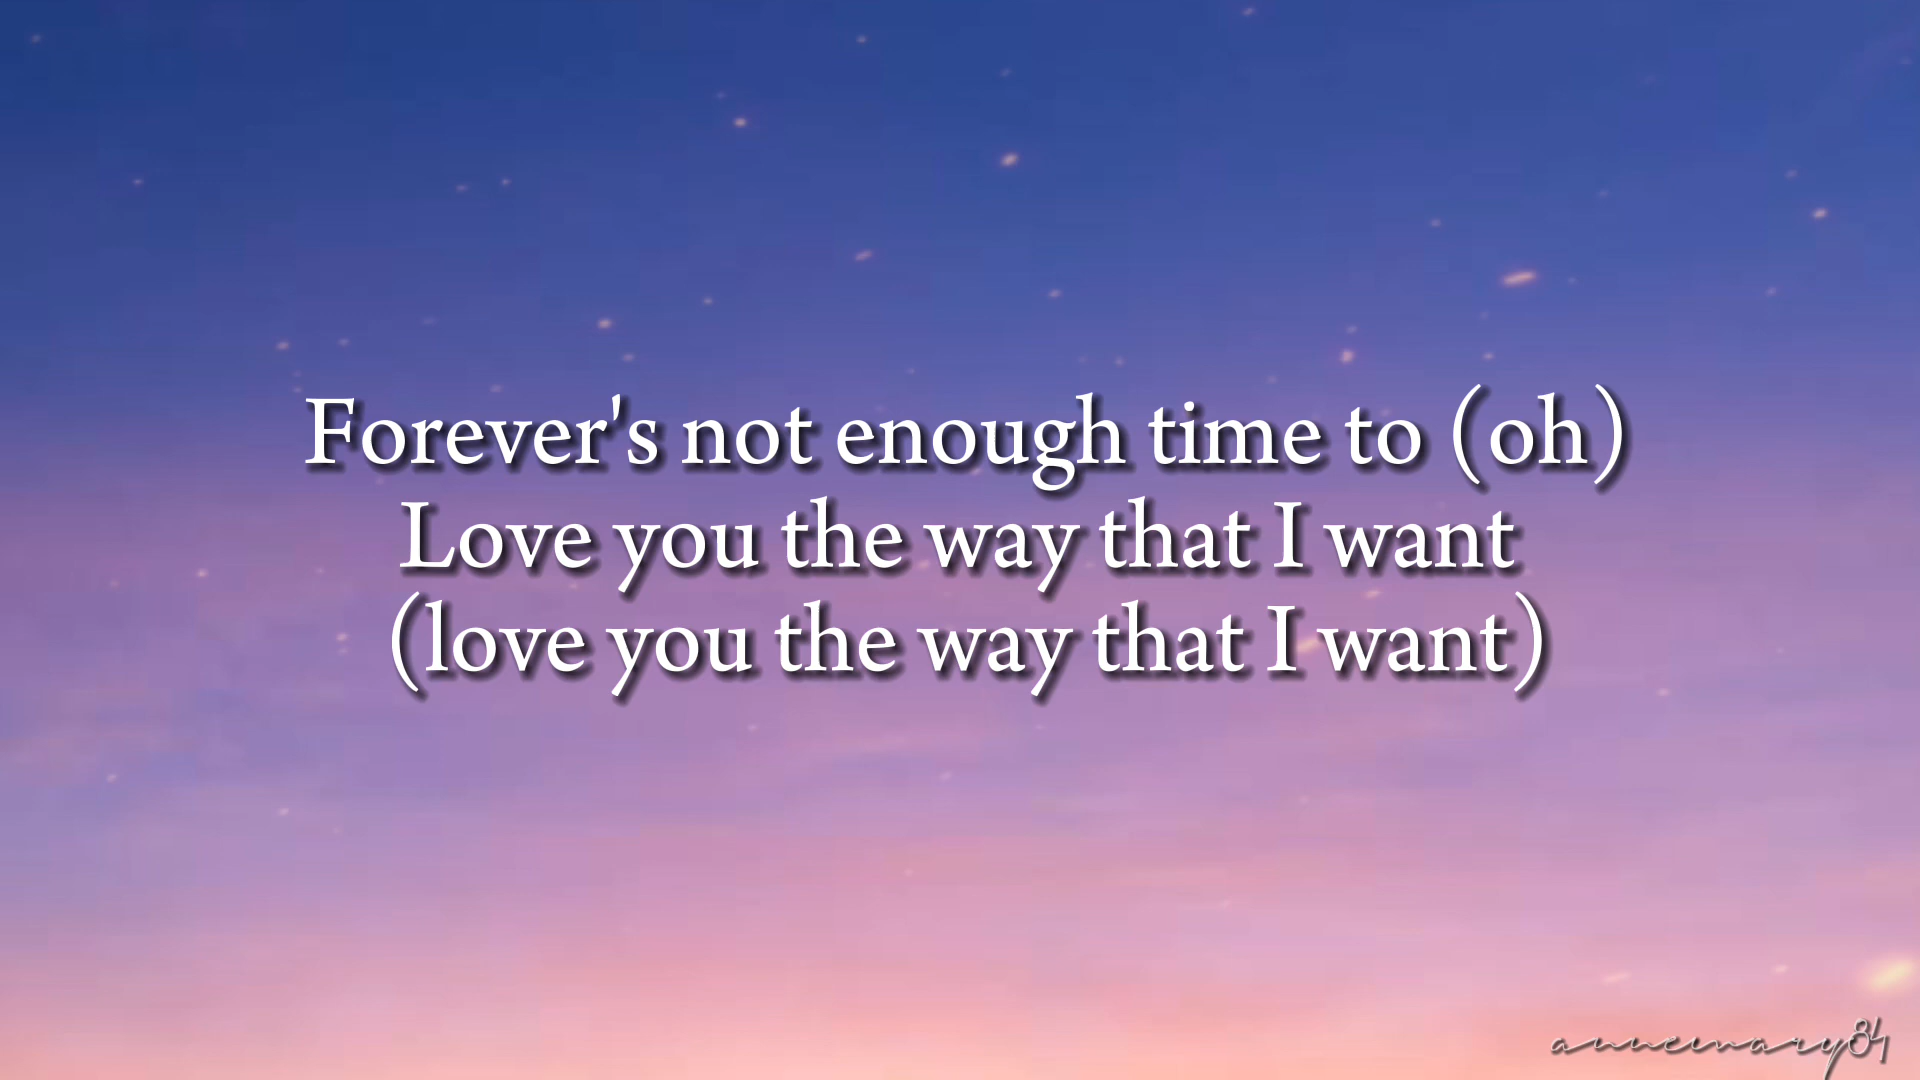 Forever's not enough time to (oh)
Love you the way that I want
(love you the way that I want)
annemary84